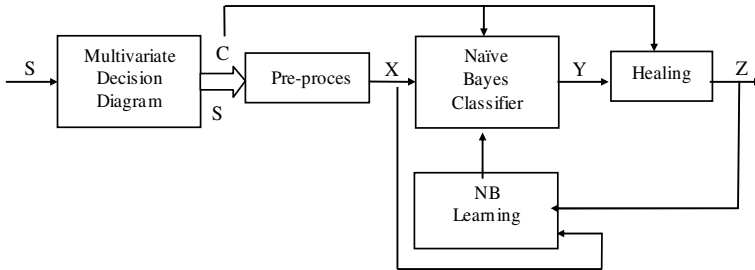 S
Multivariate
Decision
Diagram
C
S
Pre-proces
X
Naïve
Bayes
Classifier
Y
Healing
Z
NB
Learning